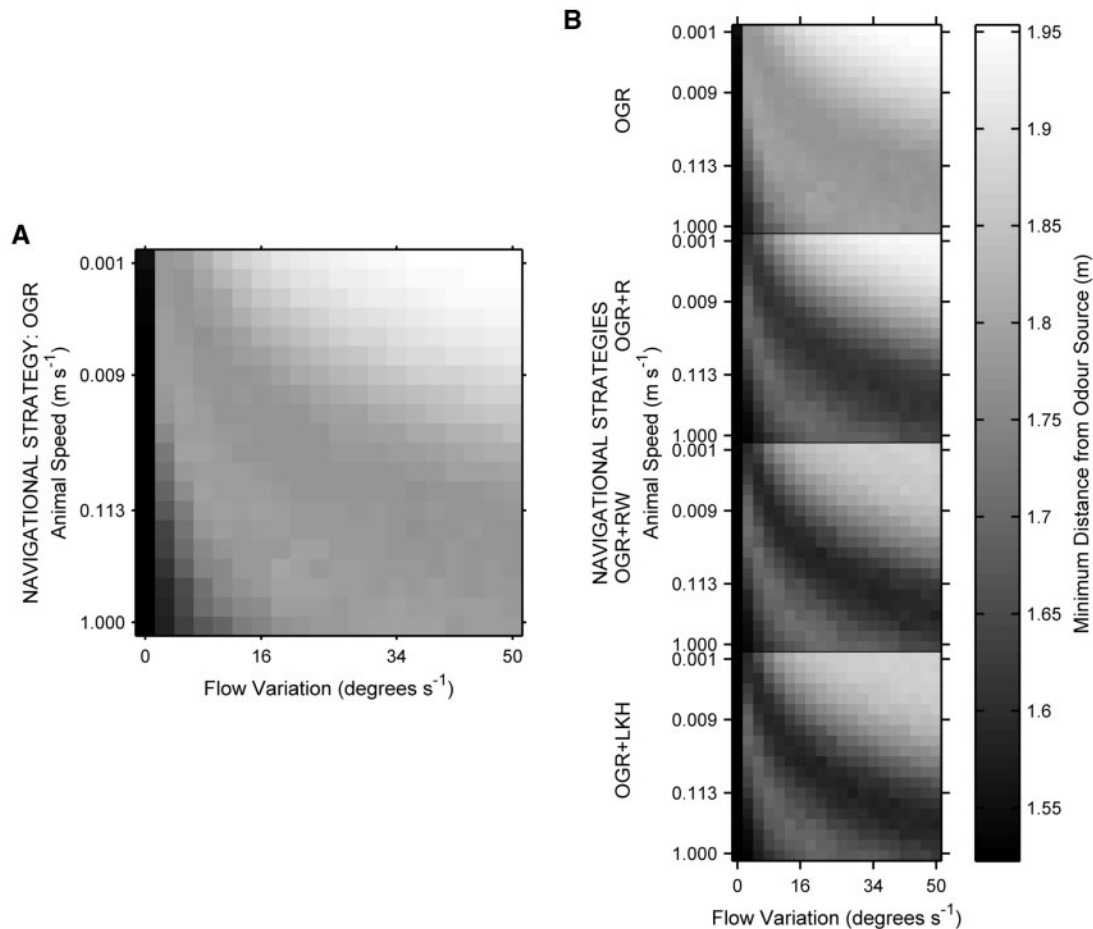 A
NAVIGATIONAL STRATEGY: OGR
Animal Speed (m s⁻¹)
0.001
0.009
0.113
1.000
0
16
34
50
Flow Variation (degrees s⁻¹)
B
NAVIGATIONAL STRATEGIES
Animal Speed (m s⁻¹)
OGR
0.001
0.009
0.113
1.000
OGR+R
0.001
0.009
0.113
1.000
OGR+RW
0.001
0.009
0.113
1.000
OGR+LKH
0.001
0.009
0.113
1.000
0
16
34
50
Flow Variation (degrees s⁻¹)
1.95
1.9
1.85
1.8
1.75
1.7
1.65
1.6
1.55
Minimum Distance from Odour Source (m)